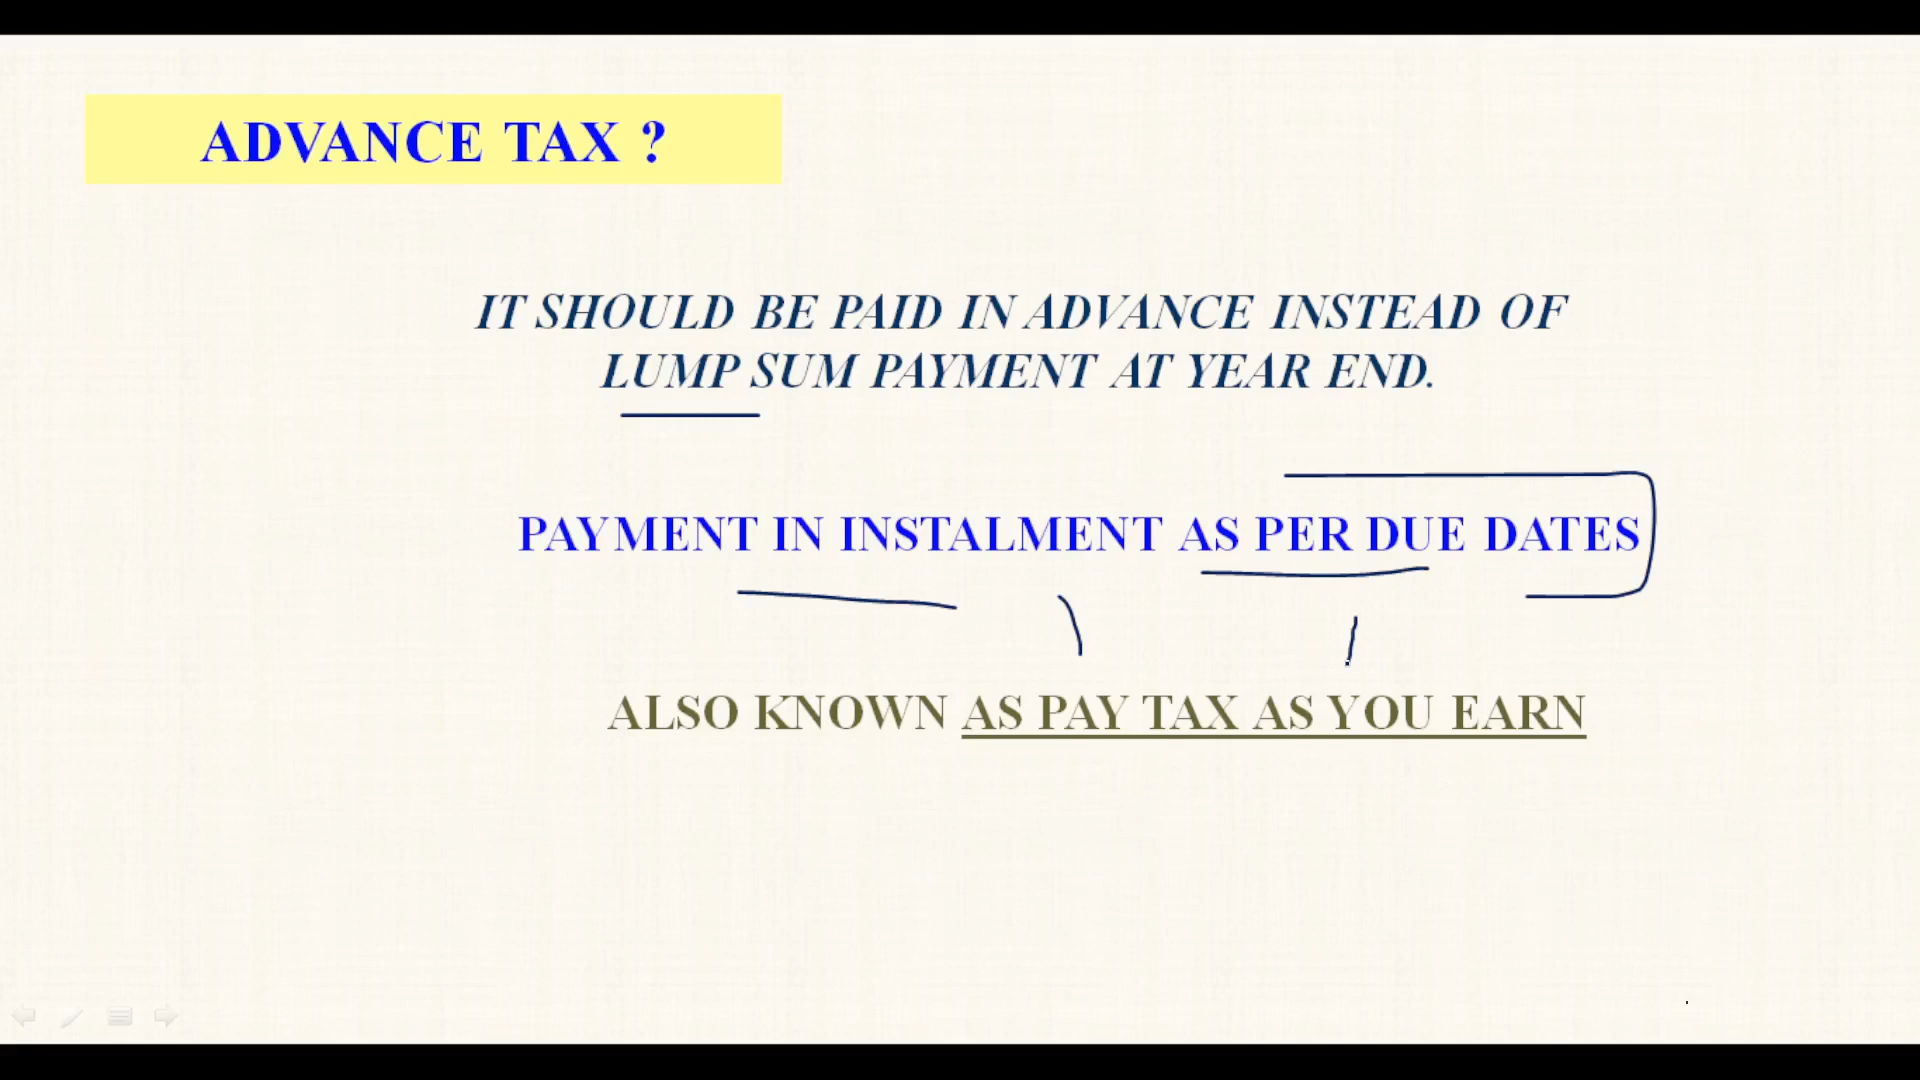 ADVANCE TAX ?
IT SHOULD BE PAID IN ADVANCE INSTEAD OF
LUMP SUM PAYMENT AT YEAR END.
PAYMENT IN INSTALMENT AS PER DUE DATES
ALSO KNOWN AS PAY TAX AS YOU EARN